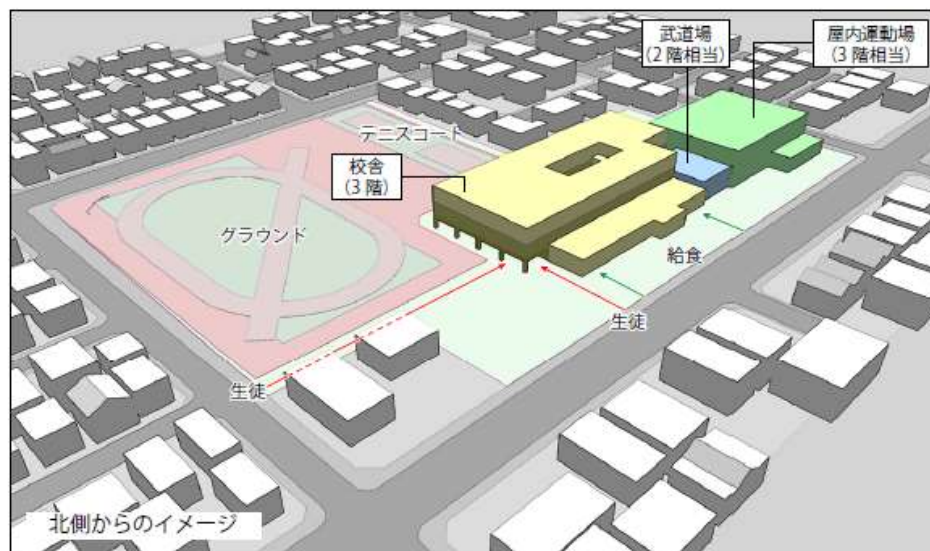 武道場
(2 階相当)
屋内運動場
(3 階相当)
テニスコート
校舎
(3 階)
グラウンド
給食
生徒
生徒
北側からのイメージ